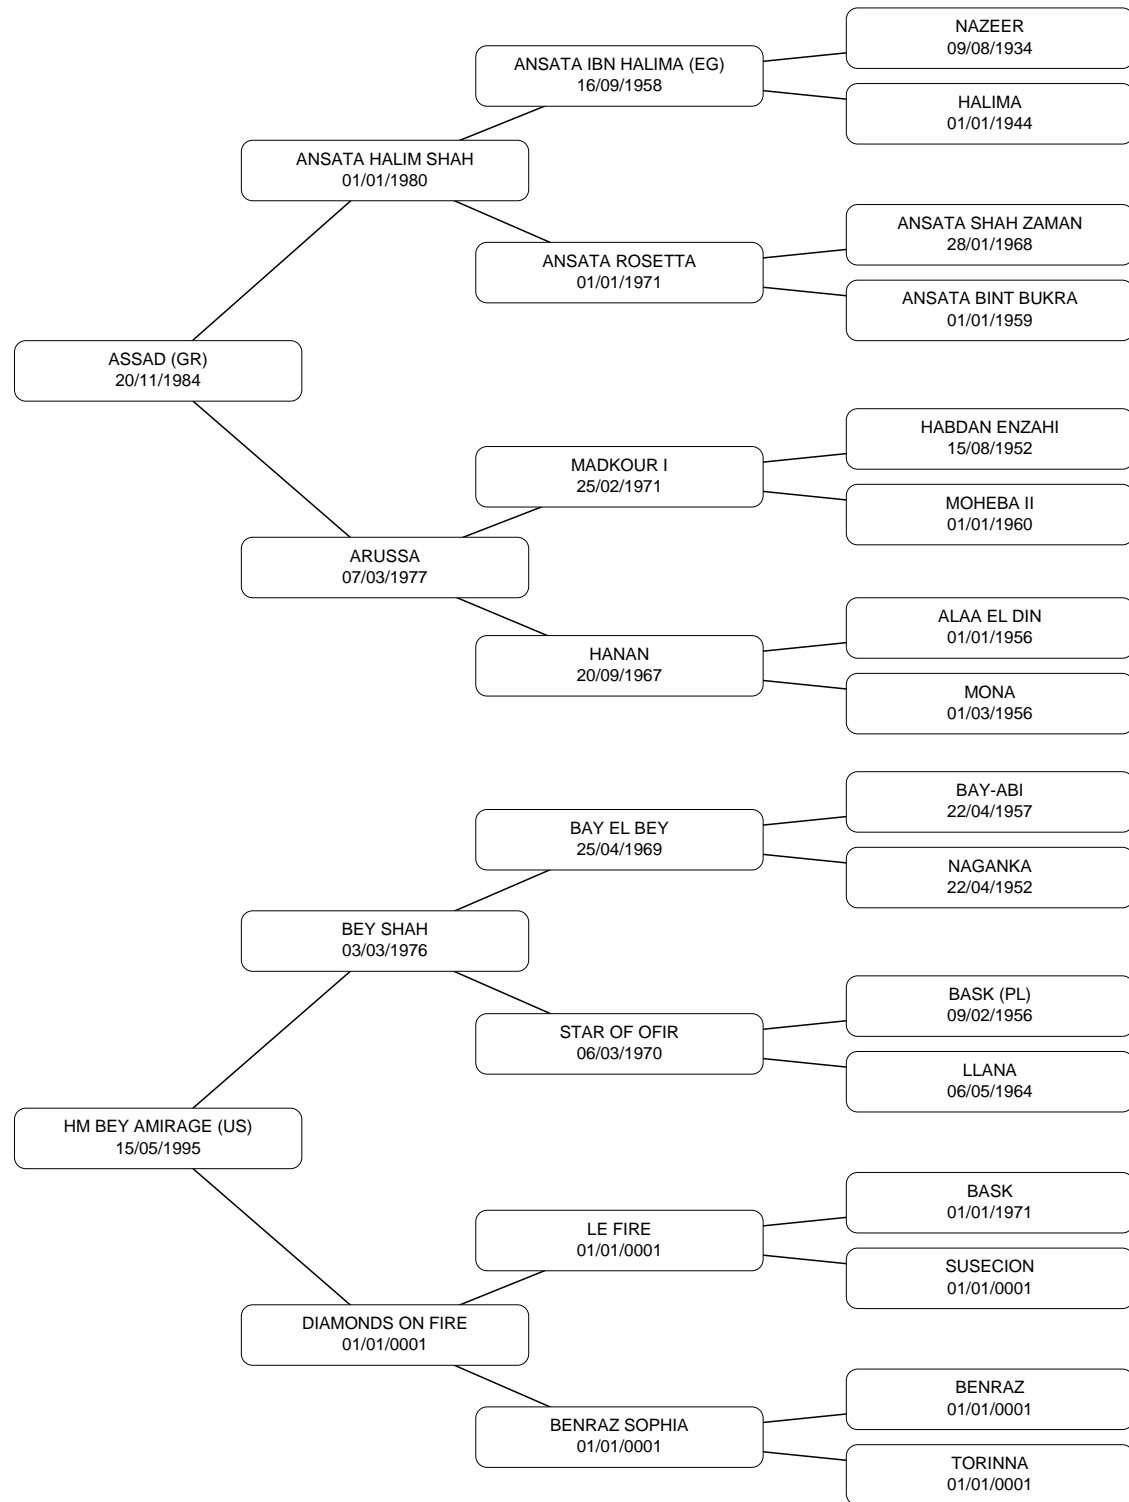 NAZEER
09/08/1934
ANSATA IBN HALIMA (EG)
16/09/1958
HALIMA
01/01/1944
ANSATA HALIM SHAH
01/01/1980
ANSATA SHAH ZAMAN
28/01/1968
ANSATA ROSETTA
01/01/1971
ANSATA BINT BUKRA
01/01/1959
ASSAD (GR)
20/11/1984
HABDAN ENZAHI
15/08/1952
MADKOUR I
25/02/1971
MOHEBA II
01/01/1960
ARUSSA
07/03/1977
ALAA EL DIN
01/01/1956
HANAN
20/09/1967
MONA
01/03/1956
BAY-ABI
22/04/1957
BAY EL BEY
25/04/1969
NAGANKA
22/04/1952
BEY SHAH
03/03/1976
BASK (PL)
09/02/1956
STAR OF OFIR
06/03/1970
LLANA
06/05/1964
HM BEY AMIRAGE (US)
15/05/1995
BASK
01/01/1971
LE FIRE
01/01/0001
SUSECION
01/01/0001
DIAMONDS ON FIRE
01/01/0001
BENRAZ
01/01/0001
BENRAZ SOPHIA
01/01/0001
TORINNA
01/01/0001